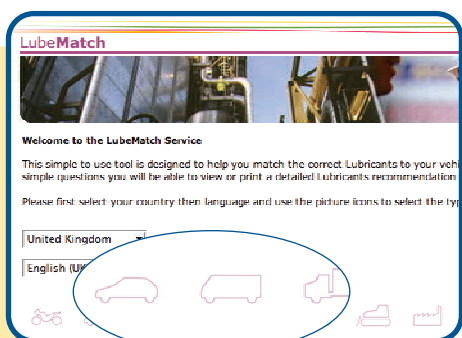 LubeMatch
Welcome to the LubeMatch Service
This simple to use tool is designed to help you match the correct Lubricants to your
simple questions you will be able to view or print a detailed Lubricants recommendation
Please first select your country then language and use the picture icons to select the
United Kingdom
English